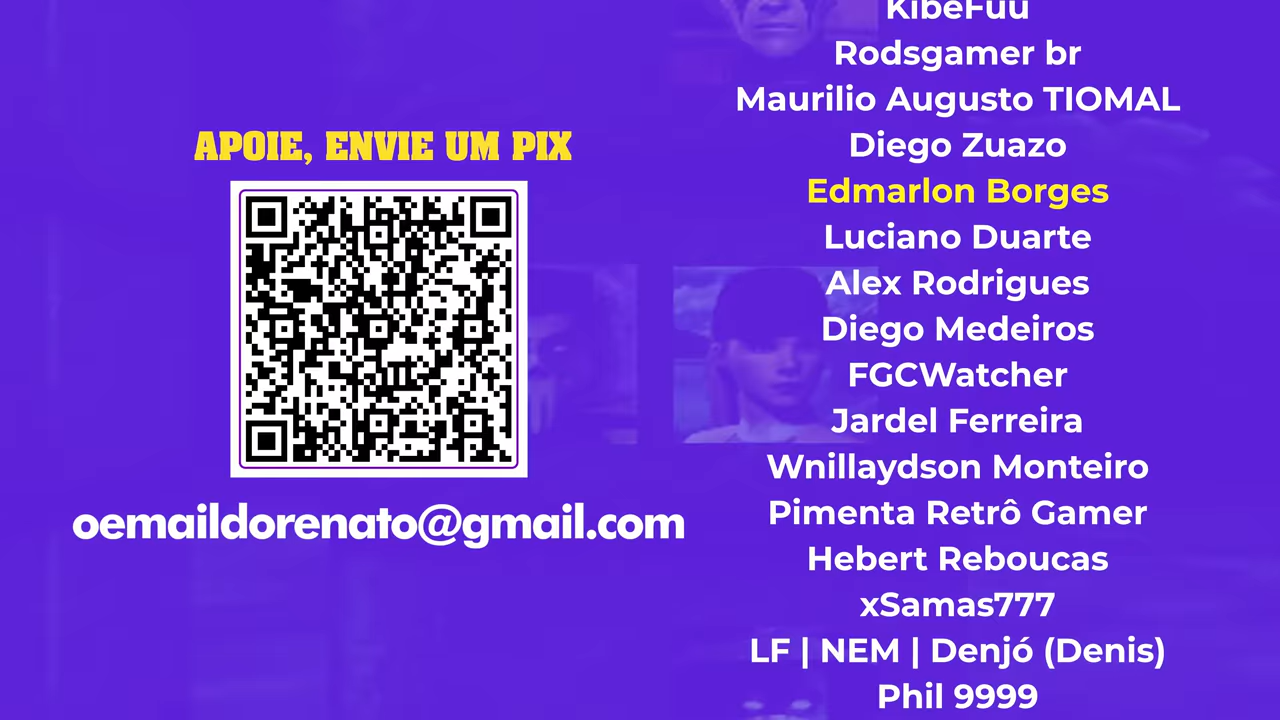 APOIE, ENVIE UM PIX
oemaildorenato@gmail.com
KibeFuu
Rodsgamer br
Maurilio Augusto TIOMAL
Diego Zuazo
Edmarlon Borges
Luciano Duarte
Alex Rodrigues
Diego Medeiros
FGCWatcher
Jardel Ferreira
Wnillaydson Monteiro
Pimenta Retrô Gamer
Hebert Reboucas
xSamas777
LF | NEM | Denjó (Denis)
Phil 9999